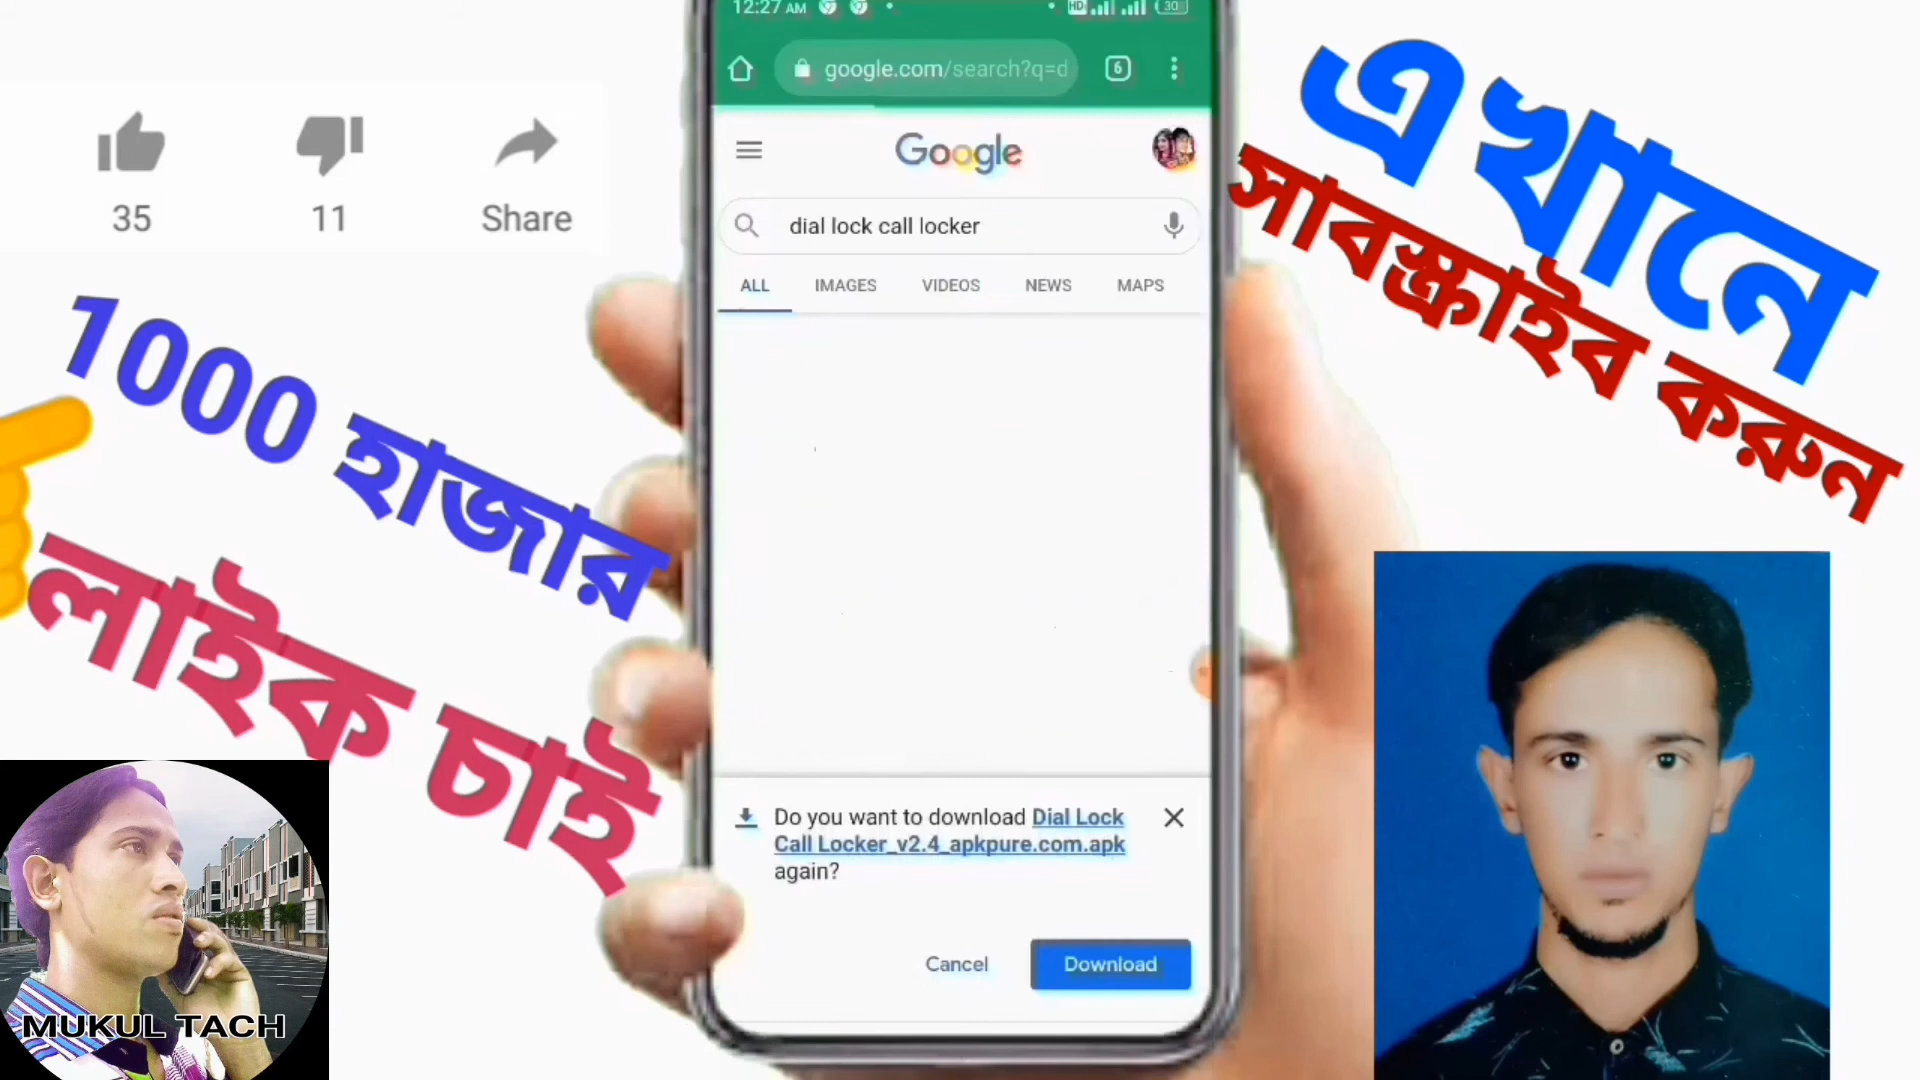 12:27 AM
HD
30
google.com/search?q=d
6
Google
dial lock call locker
ALL IMAGES VIDEOS NEWS MAPS
35
11
Share
1000 হাজার
লাইক চাই
এখানে
সাবস্ক্রাইব করুন
Do you want to download Dial Lock
Call Locker_v2.4_apkpure.com.apk
again?
Cancel
Download
MUKUL TACH